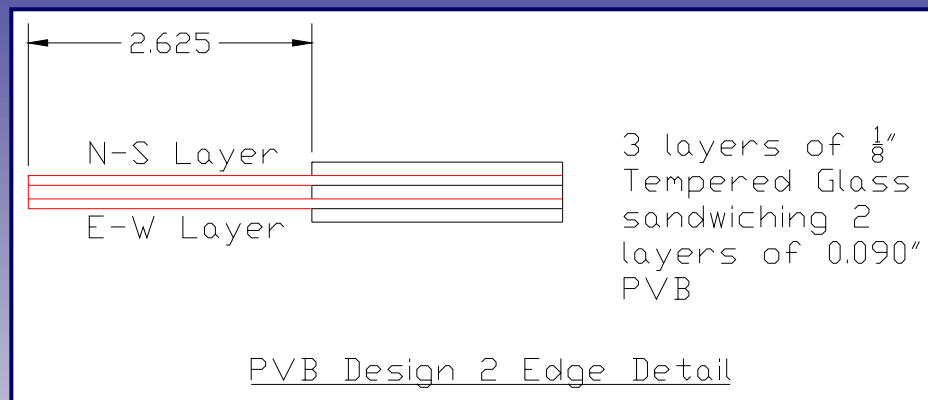 2.625
N-S Layer
E-W Layer
3 layers of 1/8"
Tempered Glass
sandwiching 2
layers of 0.090"
PVB
PVB Design 2 Edge Detail